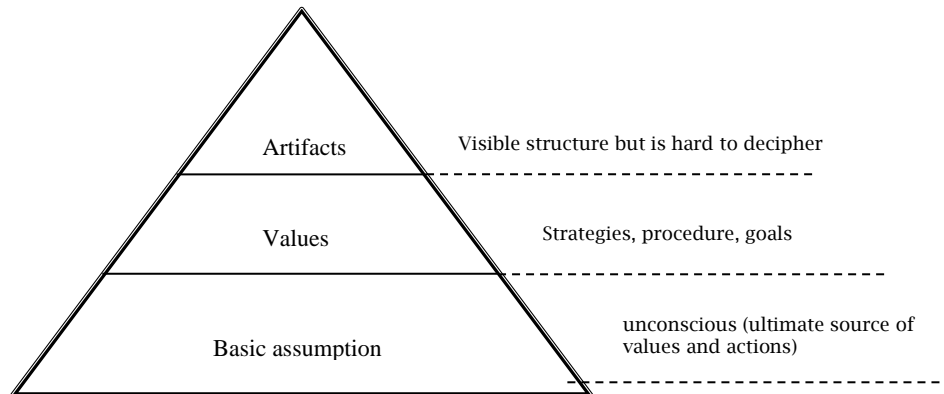 Artifacts
Visible structure but is hard to decipher
Values
Strategies, procedure, goals
Basic assumption
unconscious (ultimate source of
values and actions)